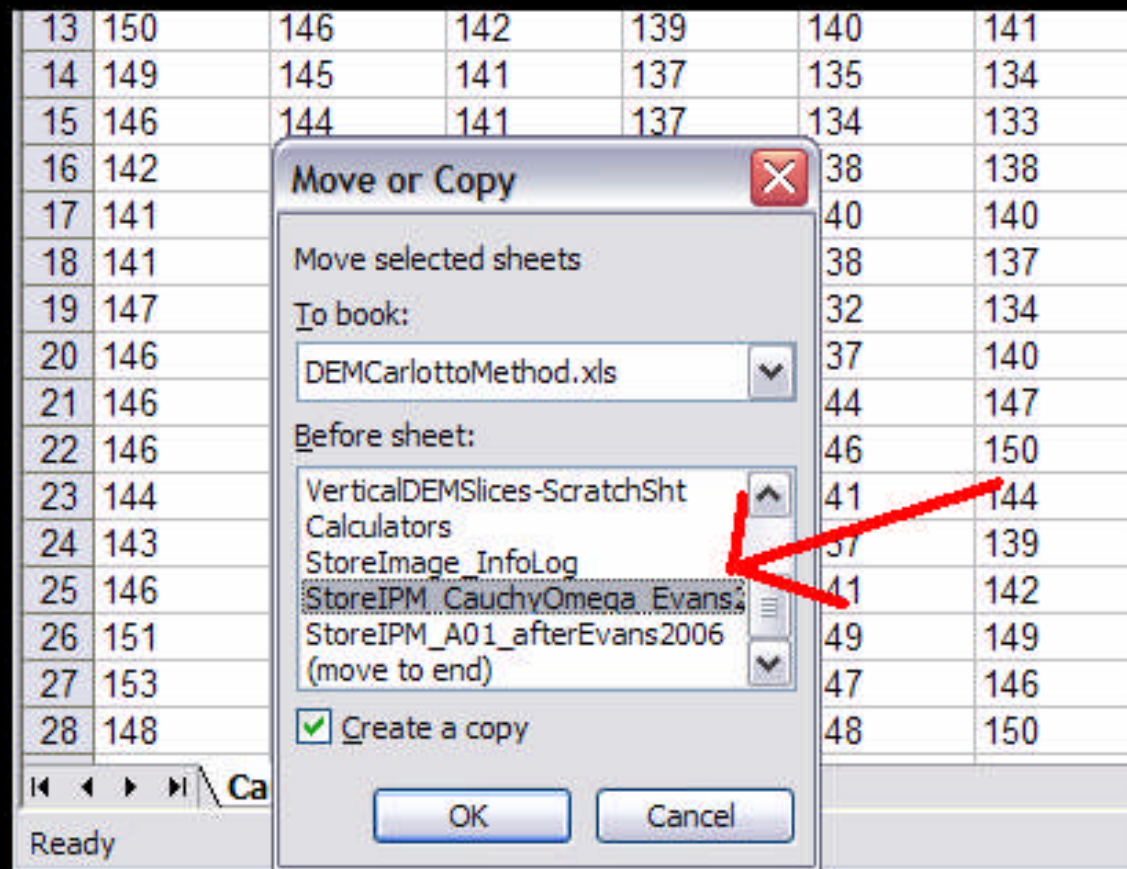 13 150 146 142 139 140 141
14 149 145 141 137 135 134
15 146 144 141 137 134 133
16 142 38 138
17 141 40 140
18 141 38 137
19 147 32 134
20 146 37 140
21 146 44 147
22 146 46 150
23 144 41 144
24 143 37 139
25 146 41 142
26 151 49 149
27 153 47 146
28 148 48 150
Move or Copy
Move selected sheets
To book:
DEMCarlottoMethod.xls
Before sheet:
VerticalDEMSlices-ScratchSht
Calculators
StoreImage_InfoLog
StoreIPM_CauchyOmega_Evans2
StoreIPM_A01_afterEvans2006
(move to end)
Create a copy
OK Cancel
Ca
Ready